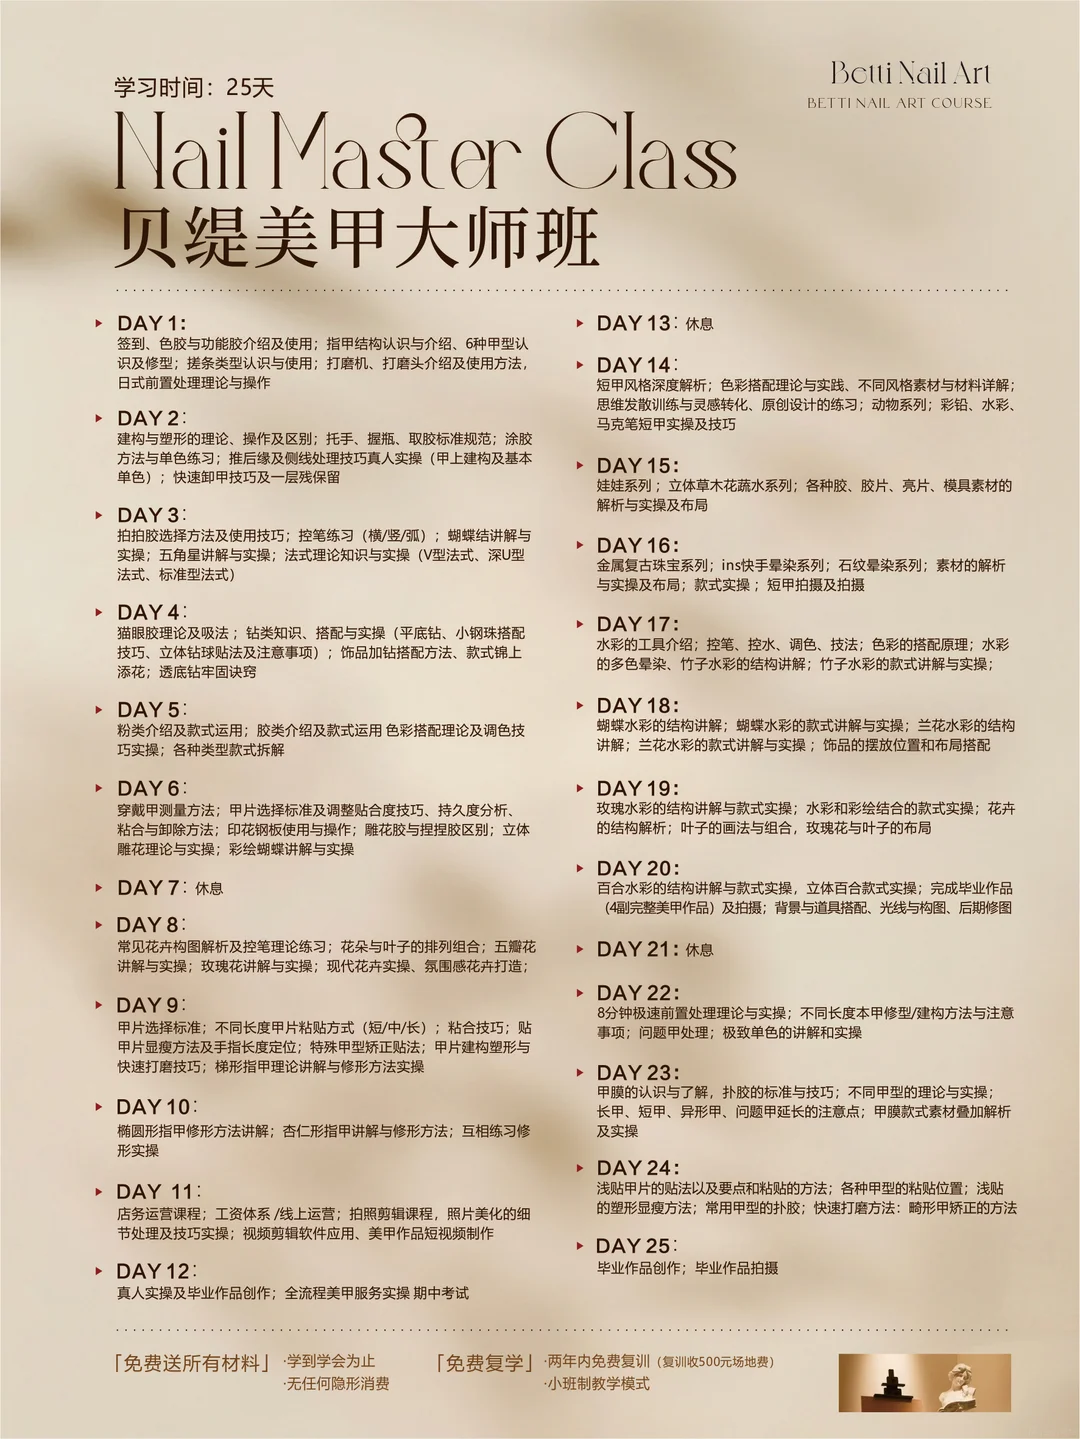 学习时间：25天
Betti Nail Art
BETTI NAIL ART COURSE
Nail Master Class
贝缇美甲大师班
DAY 1：
签到、色胶与功能胶介绍及使用；指甲结构认识与介绍、6种甲型认
识及修型；搓条类型认识与使用；打磨机、打磨头介绍及使用方法，
日式前置处理理论与操作
DAY 2：
建构与塑形的理论、操作及区别；托手、握瓶、取胶标准规范；涂胶
方法与单色练习；推后缘及侧线处理技巧真人实操（甲上建构及基本
单色）；快速卸甲技巧及一层残保留
DAY 3：
拍拍胶选择方法及使用技巧；控笔练习（横/竖/弧）；蝴蝶结讲解与
实操；五角星讲解与实操；法式理论知识与实操（V型法式、深U型
法式、标准型法式）
DAY 4：
猫眼胶理论及吸法 ；钻类知识、搭配与实操（平底钻、小钢珠搭配
技巧、立体钻球贴法及注意事项）；饰品加钻搭配方法、款式锦上
添花；透底钻牢固诀窍
DAY 5：
粉类介绍及款式运用；胶类介绍及款式运用 色彩搭配理论及调色技
巧实操；各种类型款式拆解
DAY 6：
穿戴甲测量方法；甲片选择标准及调整贴合度技巧、持久度分析、
粘合与卸除方法；印花钢板使用与操作；雕花胶与捏捏胶区别；立体
雕花理论与实操；彩绘蝴蝶讲解与实操
DAY 7：休息
DAY 8：
常见花卉构图解析及控笔理论练习；花朵与叶子的排列组合；五瓣花
讲解与实操；玫瑰花讲解与实操；现代花卉实操、氛围感花卉打造；
DAY 9：
甲片选择标准；不同长度甲片粘贴方式（短/中/长）；粘合技巧；贴
甲片显瘦方法及手指长度定位；特殊甲型矫正贴法；甲片建构塑形与
快速打磨技巧；梯形指甲理论讲解与修形方法实操
DAY 10：
椭圆形指甲修形方法讲解；杏仁形指甲讲解与修形方法；互相练习修
形实操
DAY 11：
店务运营课程；工资体系 /线上运营；拍照剪辑课程，照片美化的细
节处理及技巧实操；视频剪辑软件应用、美甲作品短视频制作
DAY 12：
真人实操及毕业作品创作；全流程美甲服务实操 期中考试
DAY 13：休息
DAY 14：
短甲风格深度解析；色彩搭配理论与实践、不同风格素材与材料详解；
思维发散训练与灵感转化、原创设计的练习；动物系列；彩铅、水彩、
马克笔短甲实操及技巧
DAY 15：
娃娃系列 ；立体草木花蔬水系列；各种胶、胶片、亮片、模具素材的
解析与实操及布局
DAY 16：
金属复古珠宝系列；ins快手晕染系列；石纹晕染系列；素材的解析
与实操及布局；款式实操 ；短甲拍摄及拍摄
DAY 17：
水彩的工具介绍；控笔、控水、调色、技法；色彩的搭配原理；水彩
的多色晕染、竹子水彩的结构讲解；竹子水彩的款式讲解与实操；
DAY 18：
蝴蝶水彩的结构讲解；蝴蝶水彩的款式讲解与实操；兰花水彩的结构
讲解；兰花水彩的款式讲解与实操 ；饰品的摆放位置和布局搭配
DAY 19：
玫瑰水彩的结构讲解与款式实操；水彩和彩绘结合的款式实操；花卉
的结构解析；叶子的画法与组合，玫瑰花与叶子的布局
DAY 20：
百合水彩的结构讲解与款式实操，立体百合款式实操；完成毕业作品
（4副完整美甲作品）及拍摄；背景与道具搭配、光线与构图、后期修图
DAY 21：休息
DAY 22：
8分钟极速前置处理理论与实操；不同长度本甲修型/建构方法与注意
事项；问题甲处理；极致单色的讲解和实操
DAY 23：
甲膜的认识与了解，扑胶的标准与技巧；不同甲型的理论与实操；
长甲、短甲、异形甲、问题甲延长的注意点；甲膜款式素材叠加解析
及实操
DAY 24：
浅贴甲片的贴法以及要点和粘贴的方法；各种甲型的粘贴位置；浅贴
的塑形显瘦方法；常用甲型的扑胶；快速打磨方法：畸形甲矫正的方法
DAY 25：
毕业作品创作；毕业作品拍摄
「免费送所有材料」
·学到学会为止
·无任何隐形消费
「免费复学」
·两年内免费复训（复训收500元场地费）
·小班制教学模式